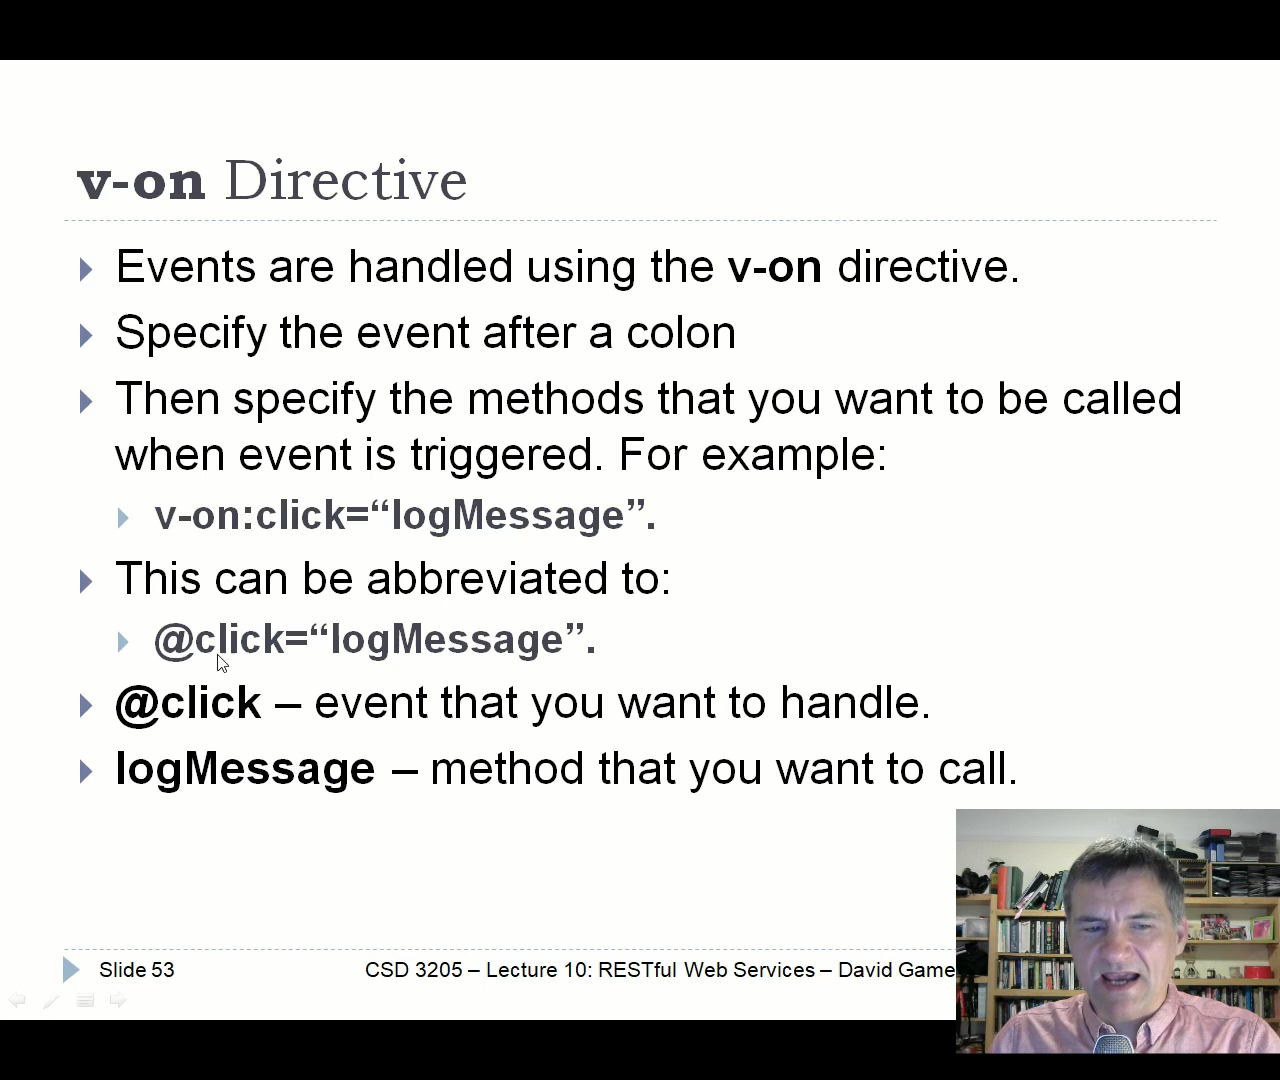 v-on Directive
Events are handled using the v-on directive.
Specify the event after a colon
Then specify the methods that you want to be called
when event is triggered. For example:
v-on:click=“logMessage”.
This can be abbreviated to:
@click=“logMessage”.
@click – event that you want to handle.
logMessage – method that you want to call.
Slide 53
CSD 3205 – Lecture 10: RESTful Web Services – David Game